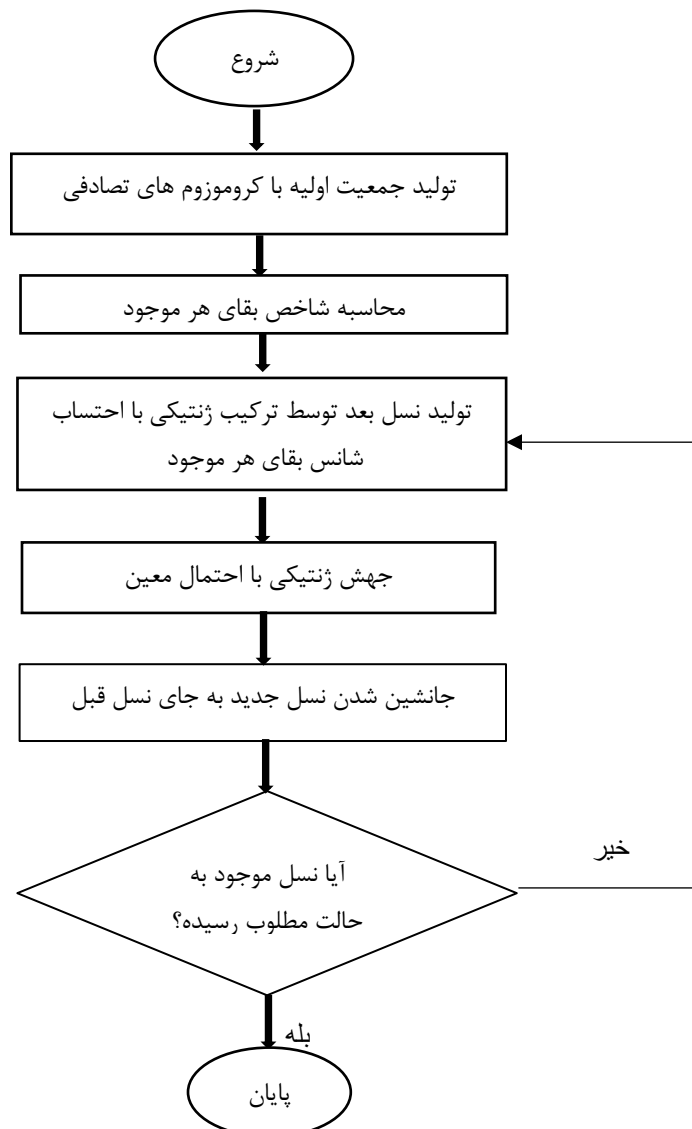 شروع
تولید جمعیت اولیه با کروموزوم های تصادفی
محاسبه شاخص بقای هر موجود
تولید نسل بعد توسط ترکیب ژنتیکی با احتساب
شانس بقای هر موجود
جهش ژنتیکی با احتمال معین
جانشین شدن نسل جدید به جای نسل قبل
آیا نسل موجود به
حالت مطلوب رسیده؟
خیر
بله
پایان